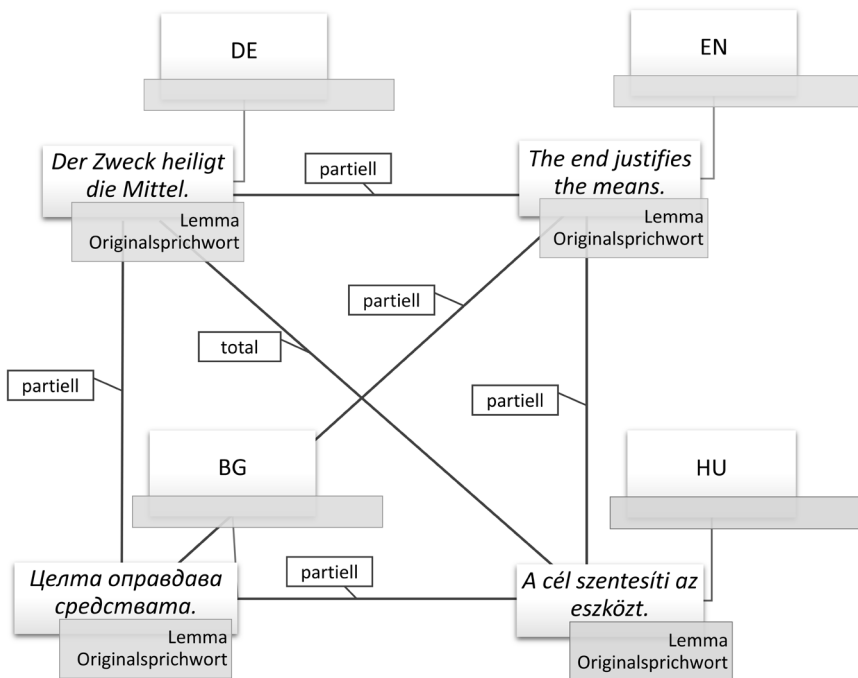 DE
EN
Der Zweck heiligt
die Mittel.
partiell
The end justifies
the means.
Lemma
Originalsprichwort
Lemma
Originalsprichwort
partiell
total
partiell
partiell
BG
HU
Целта оправдава
средствата.
partiell
A cél szentesíti az
eszközt.
Lemma
Originalsprichwort
Lemma
Originalsprichwort